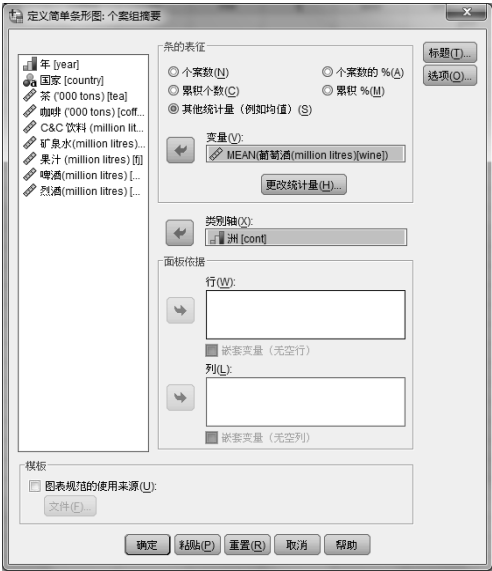 定义简单条形图: 个案组摘要
年 [year]
国家 [country]
茶 ('000 tons) [tea]
咖啡 ('000 tons) [coff...
C&C 饮料 (million lit...
矿泉水(million litres)...
果汁 (million litres) [fj]
啤酒(million litres) [...
烈酒(million litres) [...
条的表征
个案数(N)
个案数的 %(A)
累积个数(C)
累积 %(M)
其他统计量（例如均值）(S)
变量(V):
MEAN(葡萄酒(million litres)[wine])
更改统计量(H)...
类别轴(X):
洲 [cont]
面板依据
行(W):
嵌套变量（无空行）
列(L):
嵌套变量（无空列）
标题(T)...
选项(O)...
模板
图表规范的使用来源(U):
文件(F)...
确定
粘贴(P)
重置(R)
取消
帮助